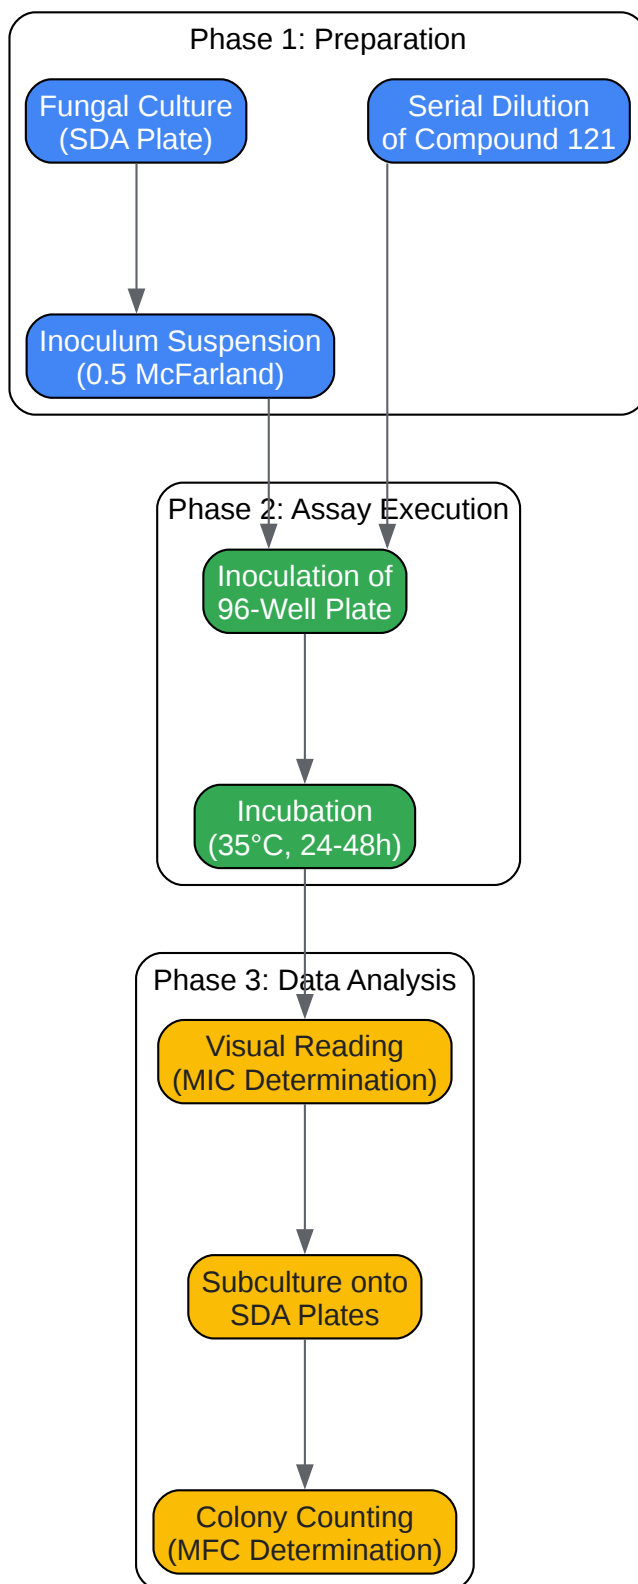 Phase 1: Preparation
Fungal Culture
(SDA Plate)
Serial Dilution
of Compound 121
Inoculum Suspension
(0.5 McFarland)
Phase 2: Assay Execution
Inoculation of
96-Well Plate
Incubation
(35°C, 24-48h)
Phase 3: Data Analysis
Visual Reading
(MIC Determination)
Subculture onto
SDA Plates
Colony Counting
(MFC Determination)